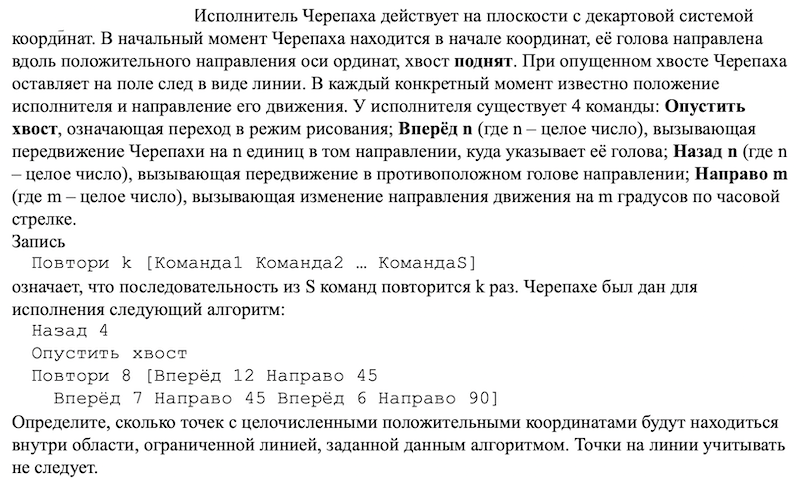 Исполнитель Черепаха действует на плоскости с декартовой системой
координат. В начальный момент Черепаха находится в начале координат, её голова направлена
вдоль положительного направления оси ординат, хвост поднят. При опущенном хвосте Черепаха
оставляет на поле след в виде линии. В каждый конкретный момент известно положение
исполнителя и направление его движения. У исполнителя существует 4 команды: Опустить
хвост, означающая переход в режим рисования; Вперёд n (где n – целое число), вызывающая
передвижение Черепахи на n единиц в том направлении, куда указывает её голова; Назад n (где n
– целое число), вызывающая передвижение в противоположном голове направлении; Направо m
(где m – целое число), вызывающая изменение направления движения на m градусов по часовой
стрелке.
Запись
Повтори k [Команда1 Команда2 … КомандаS]
означает, что последовательность из S команд повторится k раз. Черепахе был дан для
исполнения следующий алгоритм:
Назад 4
Опустить хвост
Повтори 8 [Вперёд 12 Направо 45
Вперёд 7 Направо 45 Вперёд 6 Направо 90]
Определите, сколько точек с целочисленными положительными координатами будут находиться
внутри области, ограниченной линией, заданной данным алгоритмом. Точки на линии учитывать
не следует.